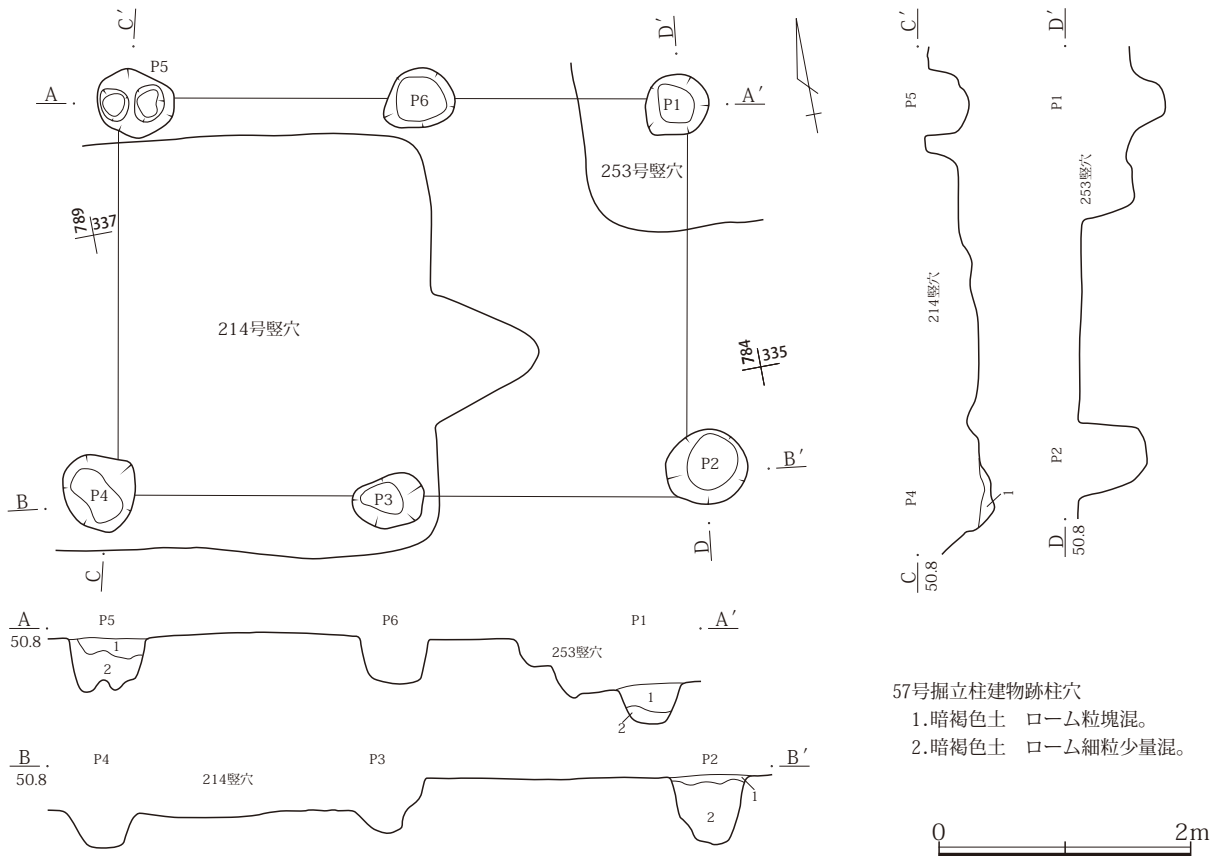 C′
D′
P5
A
P6
P1
A′
253号竪穴
789
337
214号竪穴
784
335
P4
P3
P2
B
B′
C
D
C′
D′
P5
P1
253竪穴
214竪穴
P2
P4
1
C
50.8
D
50.8
A
50.8
P5
P6
P1
A′
1
2
253竪穴
1
2
B
50.8
P4
214竪穴
P3
P2
B′
1
2
57号掘立柱建物跡柱穴
1.暗褐色土　ローム粒塊混。
2.暗褐色土　ローム細粒少量混。
0
2m